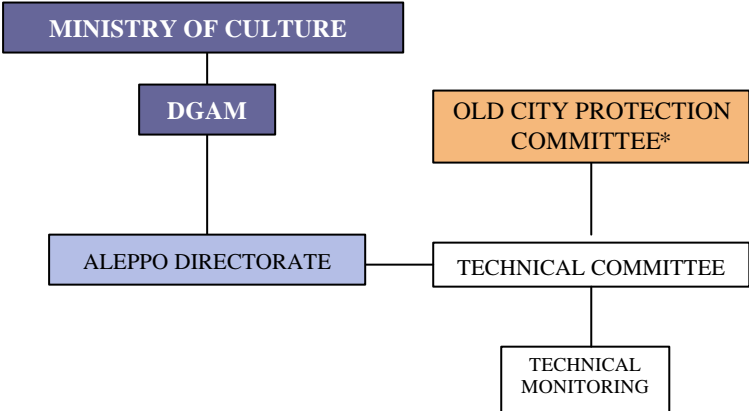 MINISTRY OF CULTURE
DGAM
OLD CITY PROTECTION
COMMITTEE*
ALEPPO DIRECTORATE
TECHNICAL COMMITTEE
TECHNICAL
MONITORING